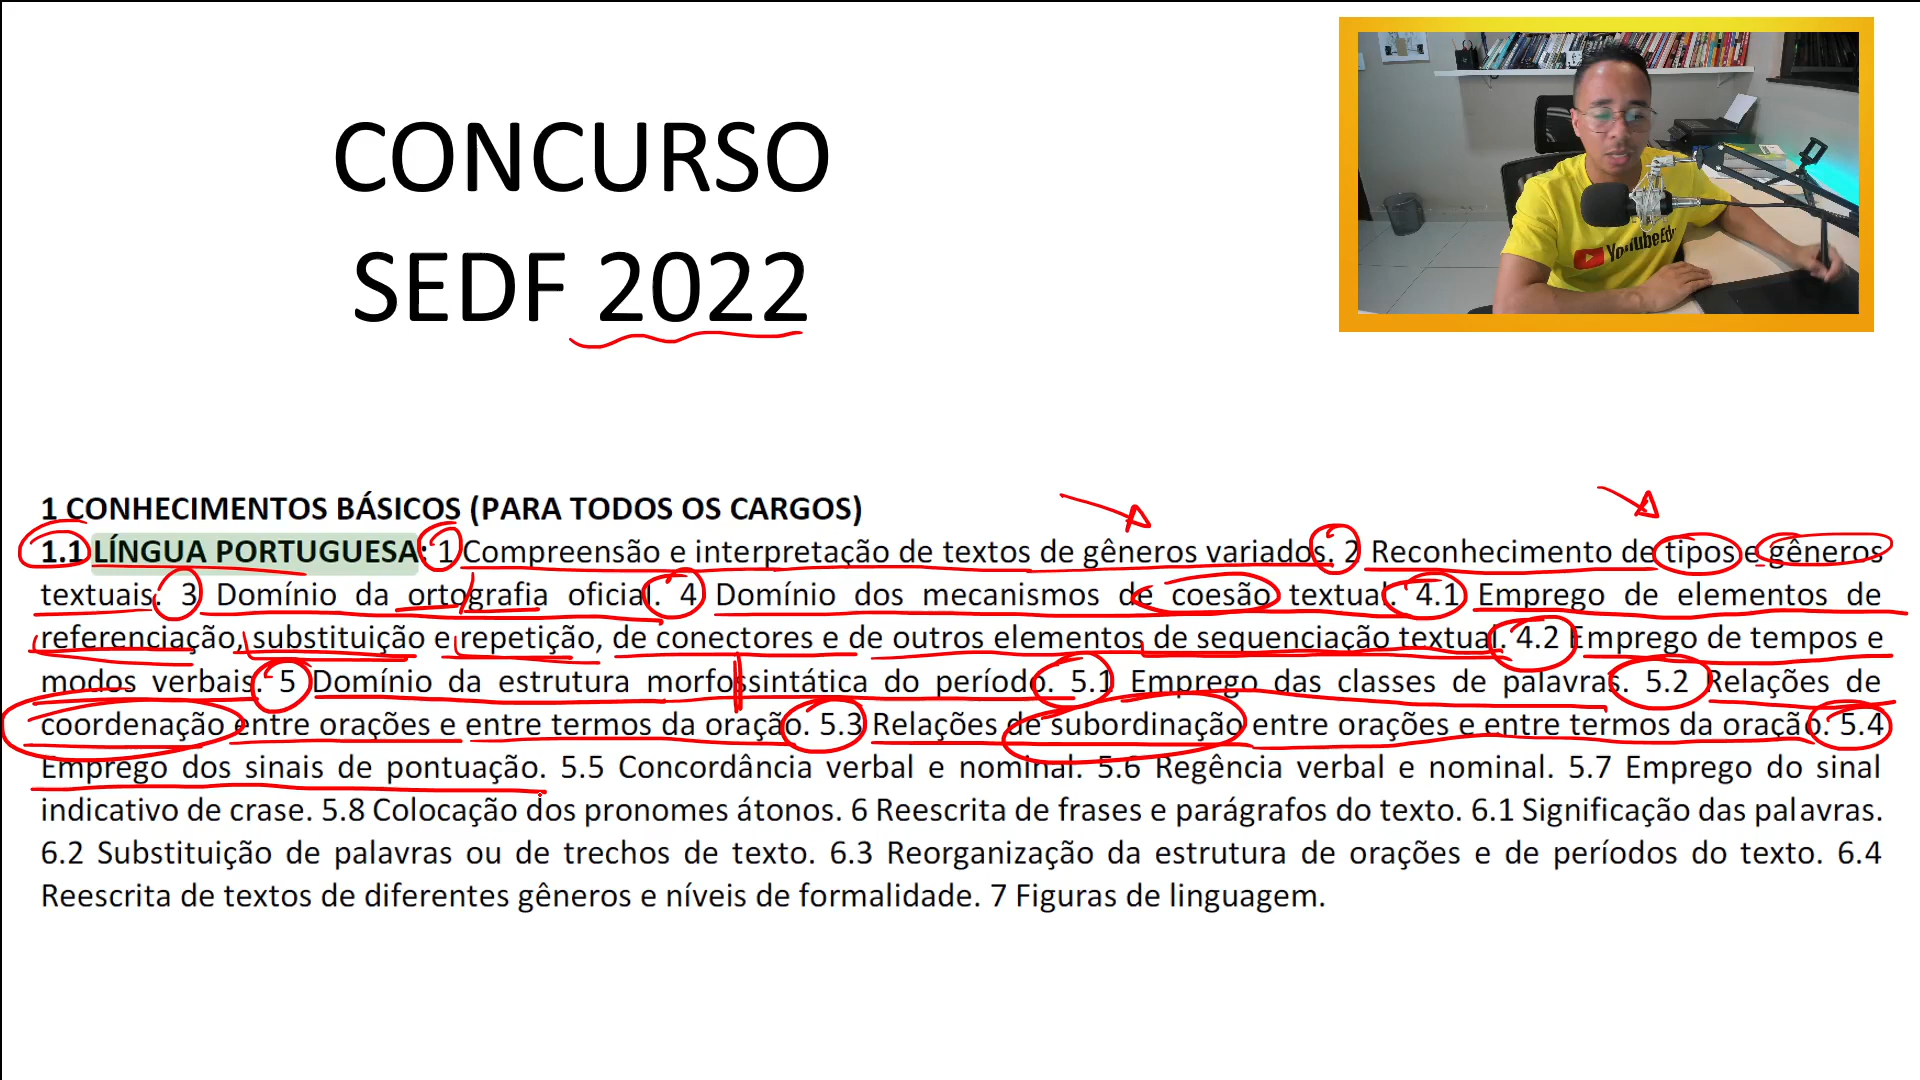 CONCURSO
SEDF 2022
YoutubeEdu
1 CONHECIMENTOS BÁSICOS (PARA TODOS OS CARGOS)
1.1 LÍNGUA PORTUGUESA: 1 Compreensão e interpretação de textos de gêneros variados. 2 Reconhecimento de tipos e gêneros
textuais. 3 Domínio da ortografia oficial. 4 Domínio dos mecanismos de coesão textual. 4.1 Emprego de elementos de
referenciação, substituição e repetição, de conectores e de outros elementos de sequenciação textual. 4.2 Emprego de tempos e
modos verbais. 5 Domínio da estrutura morfossintática do período. 5.1 Emprego das classes de palavras. 5.2 Relações de
coordenação entre orações e entre termos da oração. 5.3 Relações de subordinação entre orações e entre termos da oração. 5.4
Emprego dos sinais de pontuação. 5.5 Concordância verbal e nominal. 5.6 Regência verbal e nominal. 5.7 Emprego do sinal
indicativo de crase. 5.8 Colocação dos pronomes átonos. 6 Reescrita de frases e parágrafos do texto. 6.1 Significação das palavras.
6.2 Substituição de palavras ou de trechos de texto. 6.3 Reorganização da estrutura de orações e de períodos do texto. 6.4
Reescrita de textos de diferentes gêneros e níveis de formalidade. 7 Figuras de linguagem.